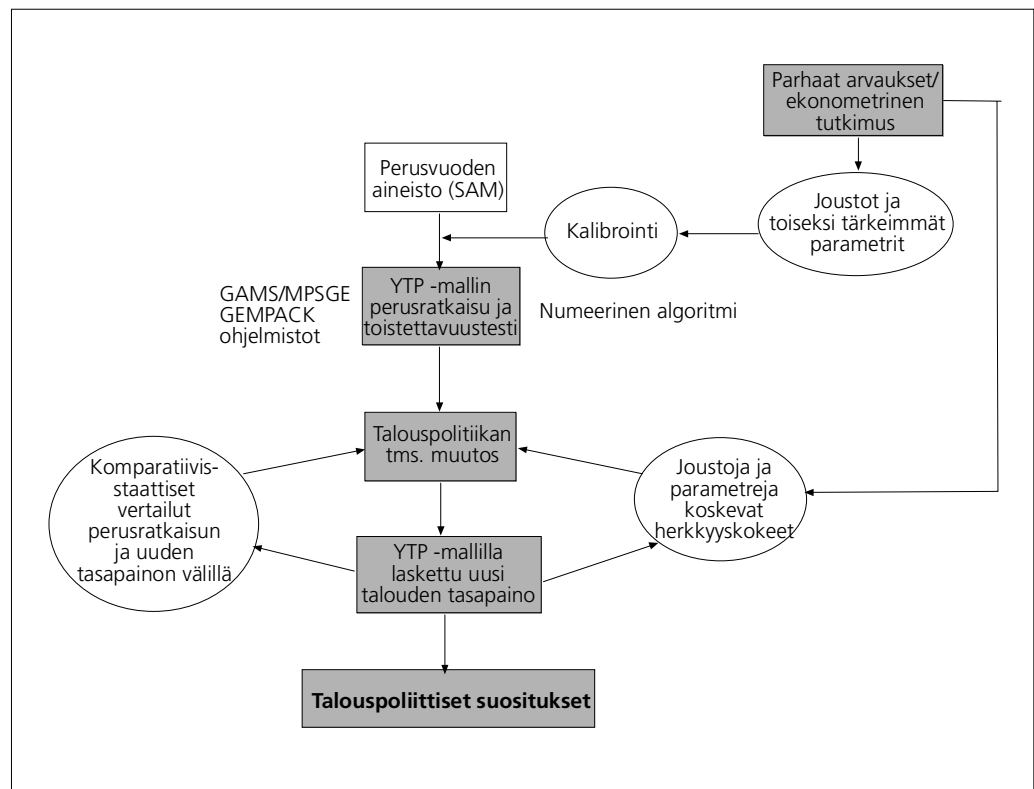 Parhaat arvaukset/
ekonometrinen
tutkimus
Perusvuoden
aineisto (SAM)
Kalibrointi
Joustot ja
toiseksi tärkeimmät
parametrit
GAMS/MPSGE
GEMPACK
ohjelmistot
YTP -mallin
perusratkaisu ja
toistettavuustesti
Numeerinen algoritmi
Talouspolitiikan
tms. muutos
Komparatiivis-
staattiset
vertailut
perusratkaisun
ja uuden
tasapainon välillä
Joustoja ja
parametreja
koskevat
herkkyyskokeet
YTP -mallilla
laskettu uusi
talouden tasapaino
Talouspoliittiset suositukset